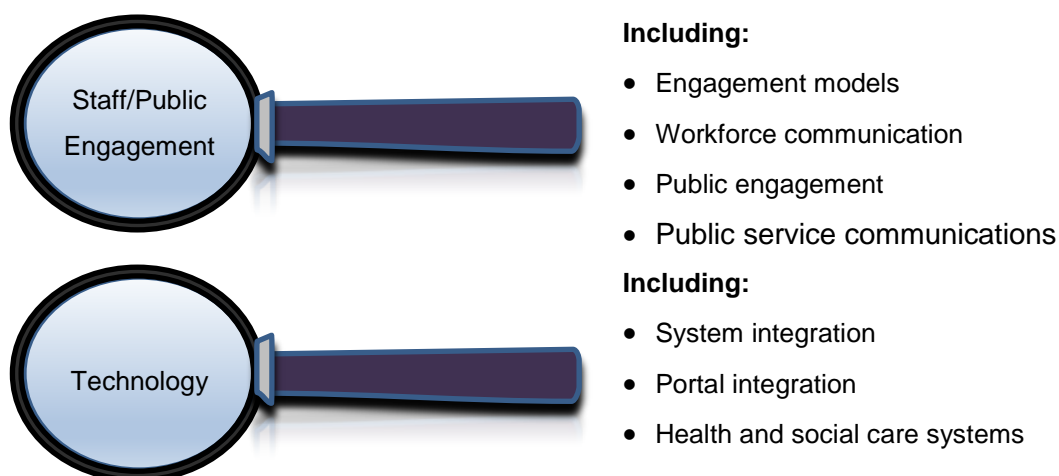 Staff/Public
Engagement
Including:
• Engagement models
• Workforce communication
• Public engagement
• Public service communications
Technology
Including:
• System integration
• Portal integration
• Health and social care systems